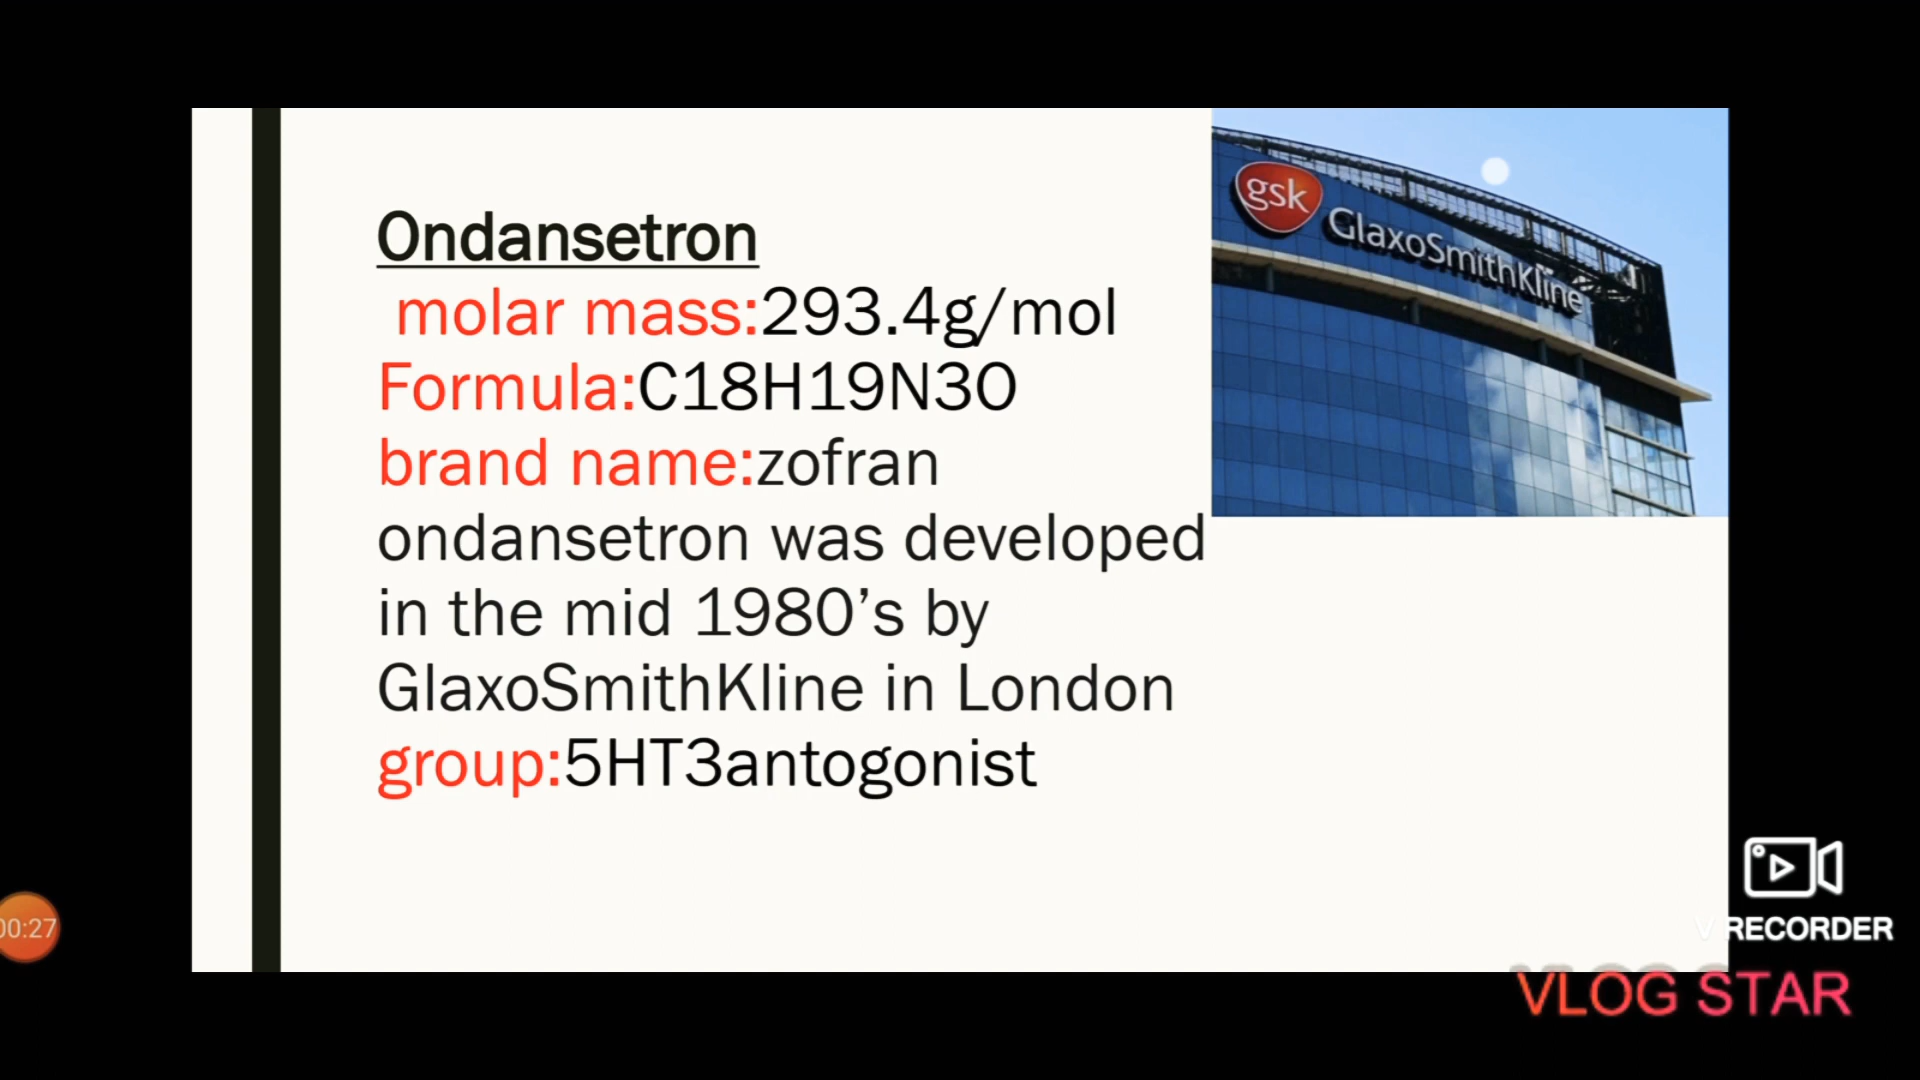 Ondansetron
molar mass:293.4g/mol
Formula:C18H19N3O
brand name:zofran
ondansetron was developed
in the mid 1980’s by
GlaxoSmithKline in London
group:5HT3antogonist
gsk
GlaxoSmithKline
00:27
V RECORDER
VLOG STAR